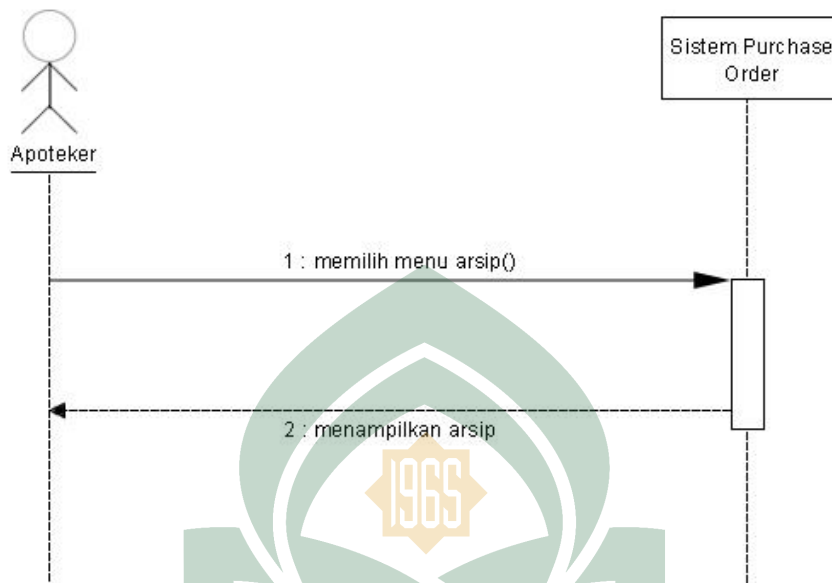 Sistem Purchase
Order
Apoteker
1 : memilih menu arsip()
2 : menampilkan arsip
1965